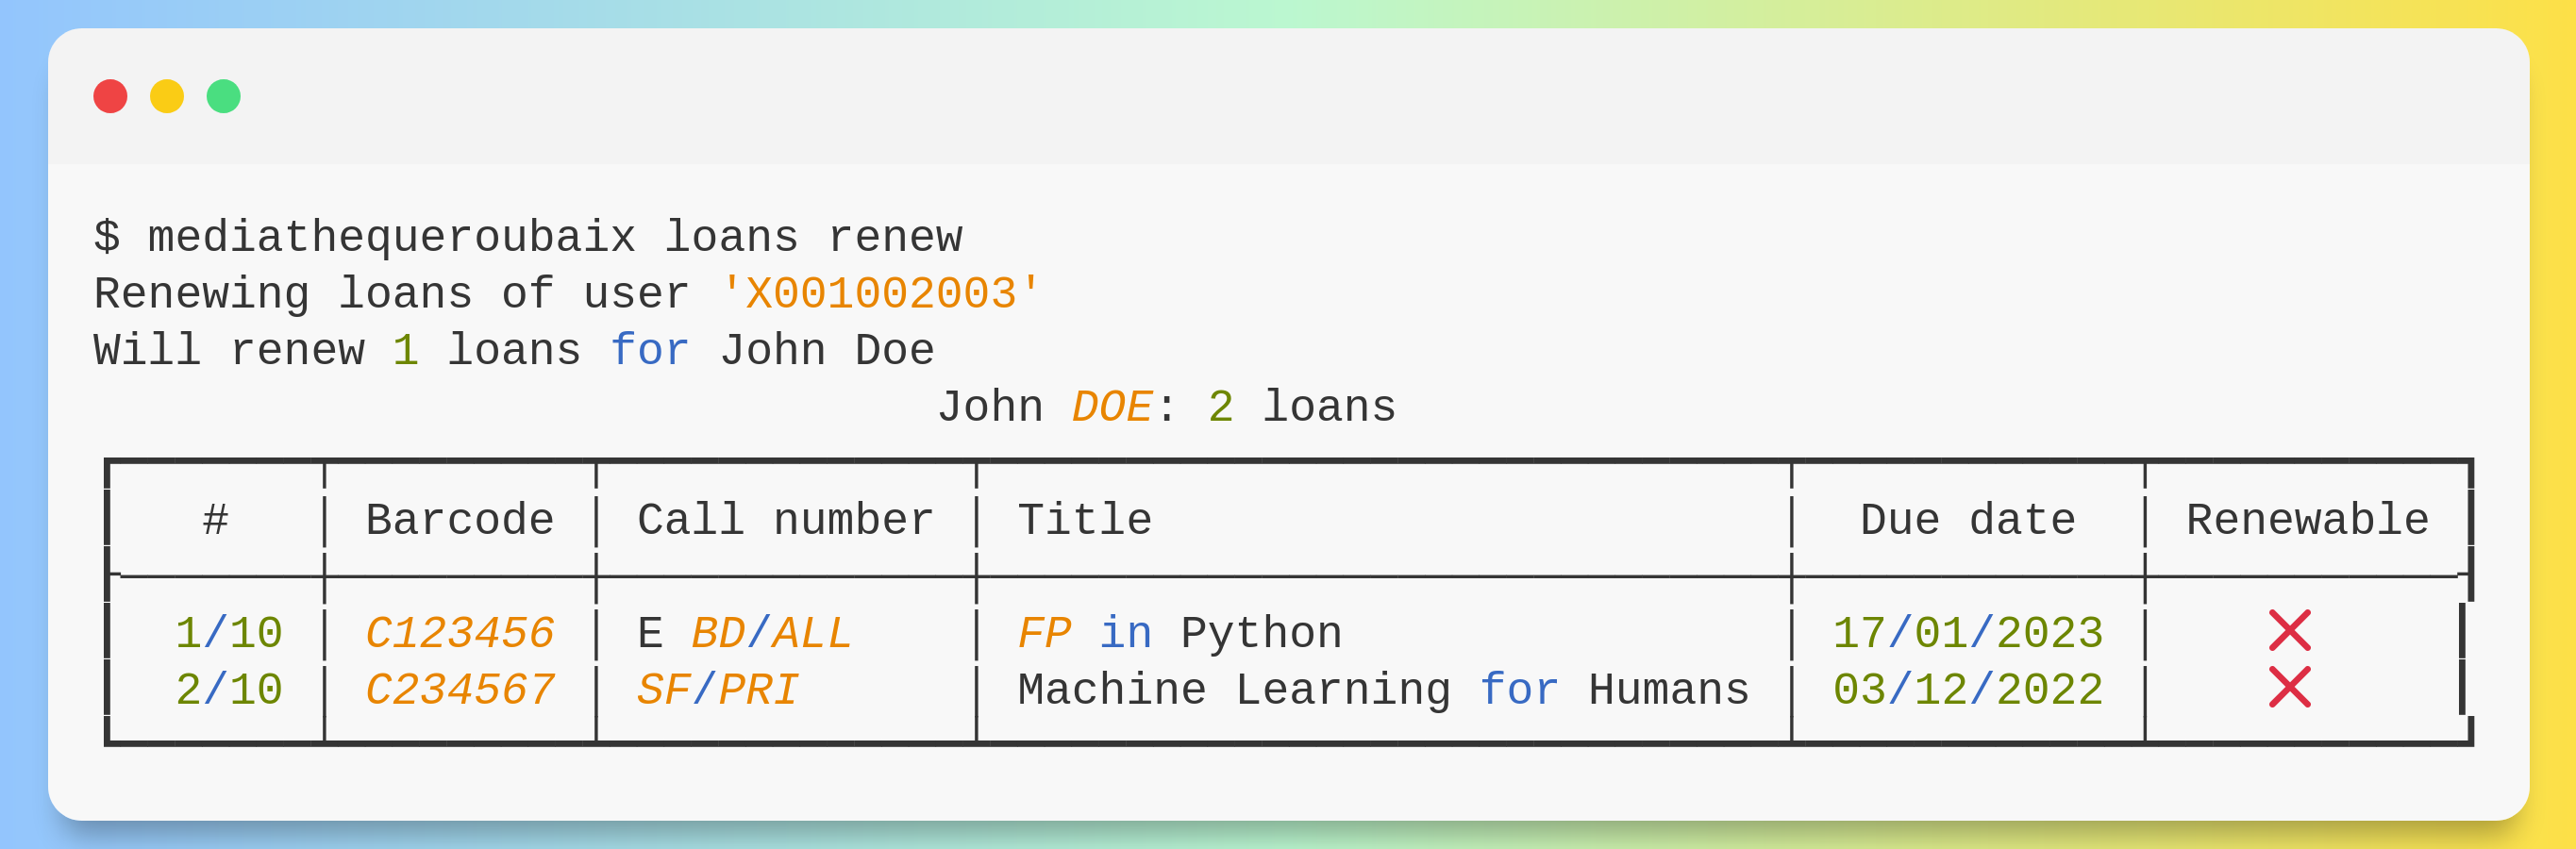 $ mediathequeroubaix loans renew
Renewing loans of user 'X001002003'
Will renew 1 loans for John Doe
John DOE: 2 loans
# Barcode Call number Title Due date Renewable
1/10 C123456 E BD/ALL FP in Python 17/01/2023 ❌
2/10 C234567 SF/PRI Machine Learning for Humans 03/12/2022 ❌